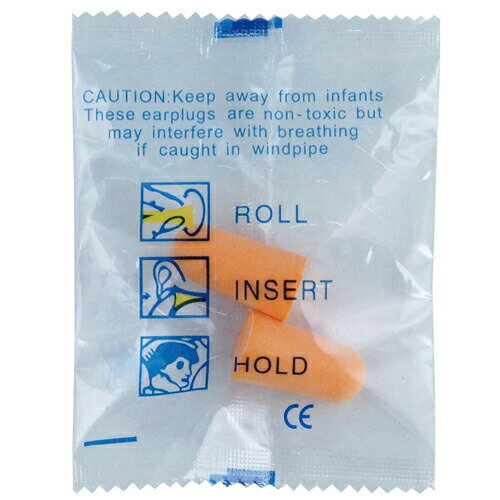 CAUTION:Keep away from infants
These earplugs are non-toxic but
may interfere with breathing
if caught in windpipe
ROLL
INSERT
HOLD
CE